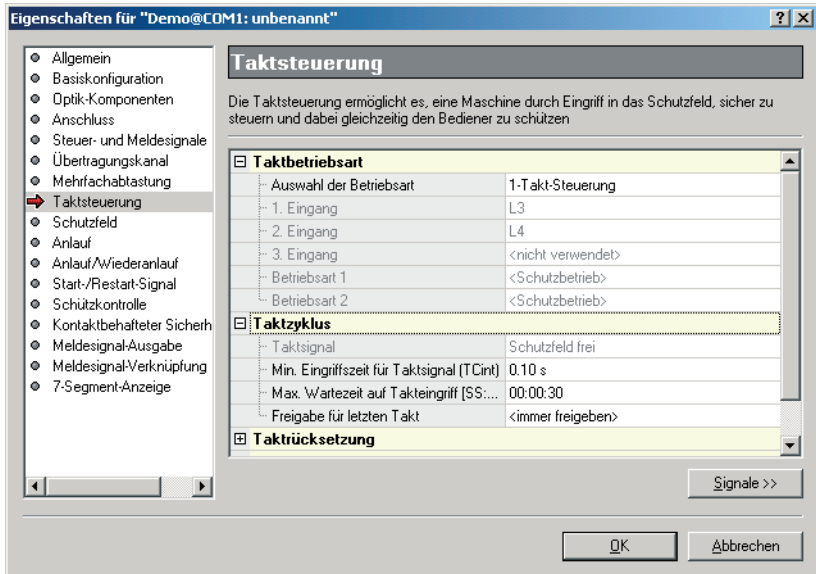 Eigenschaften für "Demo@COM1: unbenannt"
Allgemein
Basiskonfiguration
Optik-Komponenten
Anschluss
Steuer- und Meldesignale
Übertragungskanal
Mehrfachabtastung
Taktsteuerung
Schutzfeld
Anlauf
Anlauf/Wiederanlauf
Start-/Restart-Signal
Schützkontrolle
Kontaktbehafteter Sicherh
Meldesignal-Ausgabe
Meldesignal-Verknüpfung
7-Segment-Anzeige
Taktsteuerung
Die Taktsteuerung ermöglicht es, eine Maschine durch Eingriff in das Schutzfeld, sicher zu
steuern und dabei gleichzeitig den Bediener zu schützen
Taktbetriebsart
Auswahl der Betriebsart 1-Takt-Steuerung
1. Eingang L3
2. Eingang L4
3. Eingang <nicht verwendet>
Betriebsart 1 <Schutzbetrieb>
Betriebsart 2 <Schutzbetrieb>
Taktzyklus
Taktsignal Schutzfeld frei
Min. Eingriffszeit für Taktsignal (TCint) 0.10 s
Max. Wartezeit auf Takteingriff [SS:... 00:00:30
Freigabe für letzten Takt <immer freigeben>
Taktrücksetzung
Signale >>
OK
Abbrechen